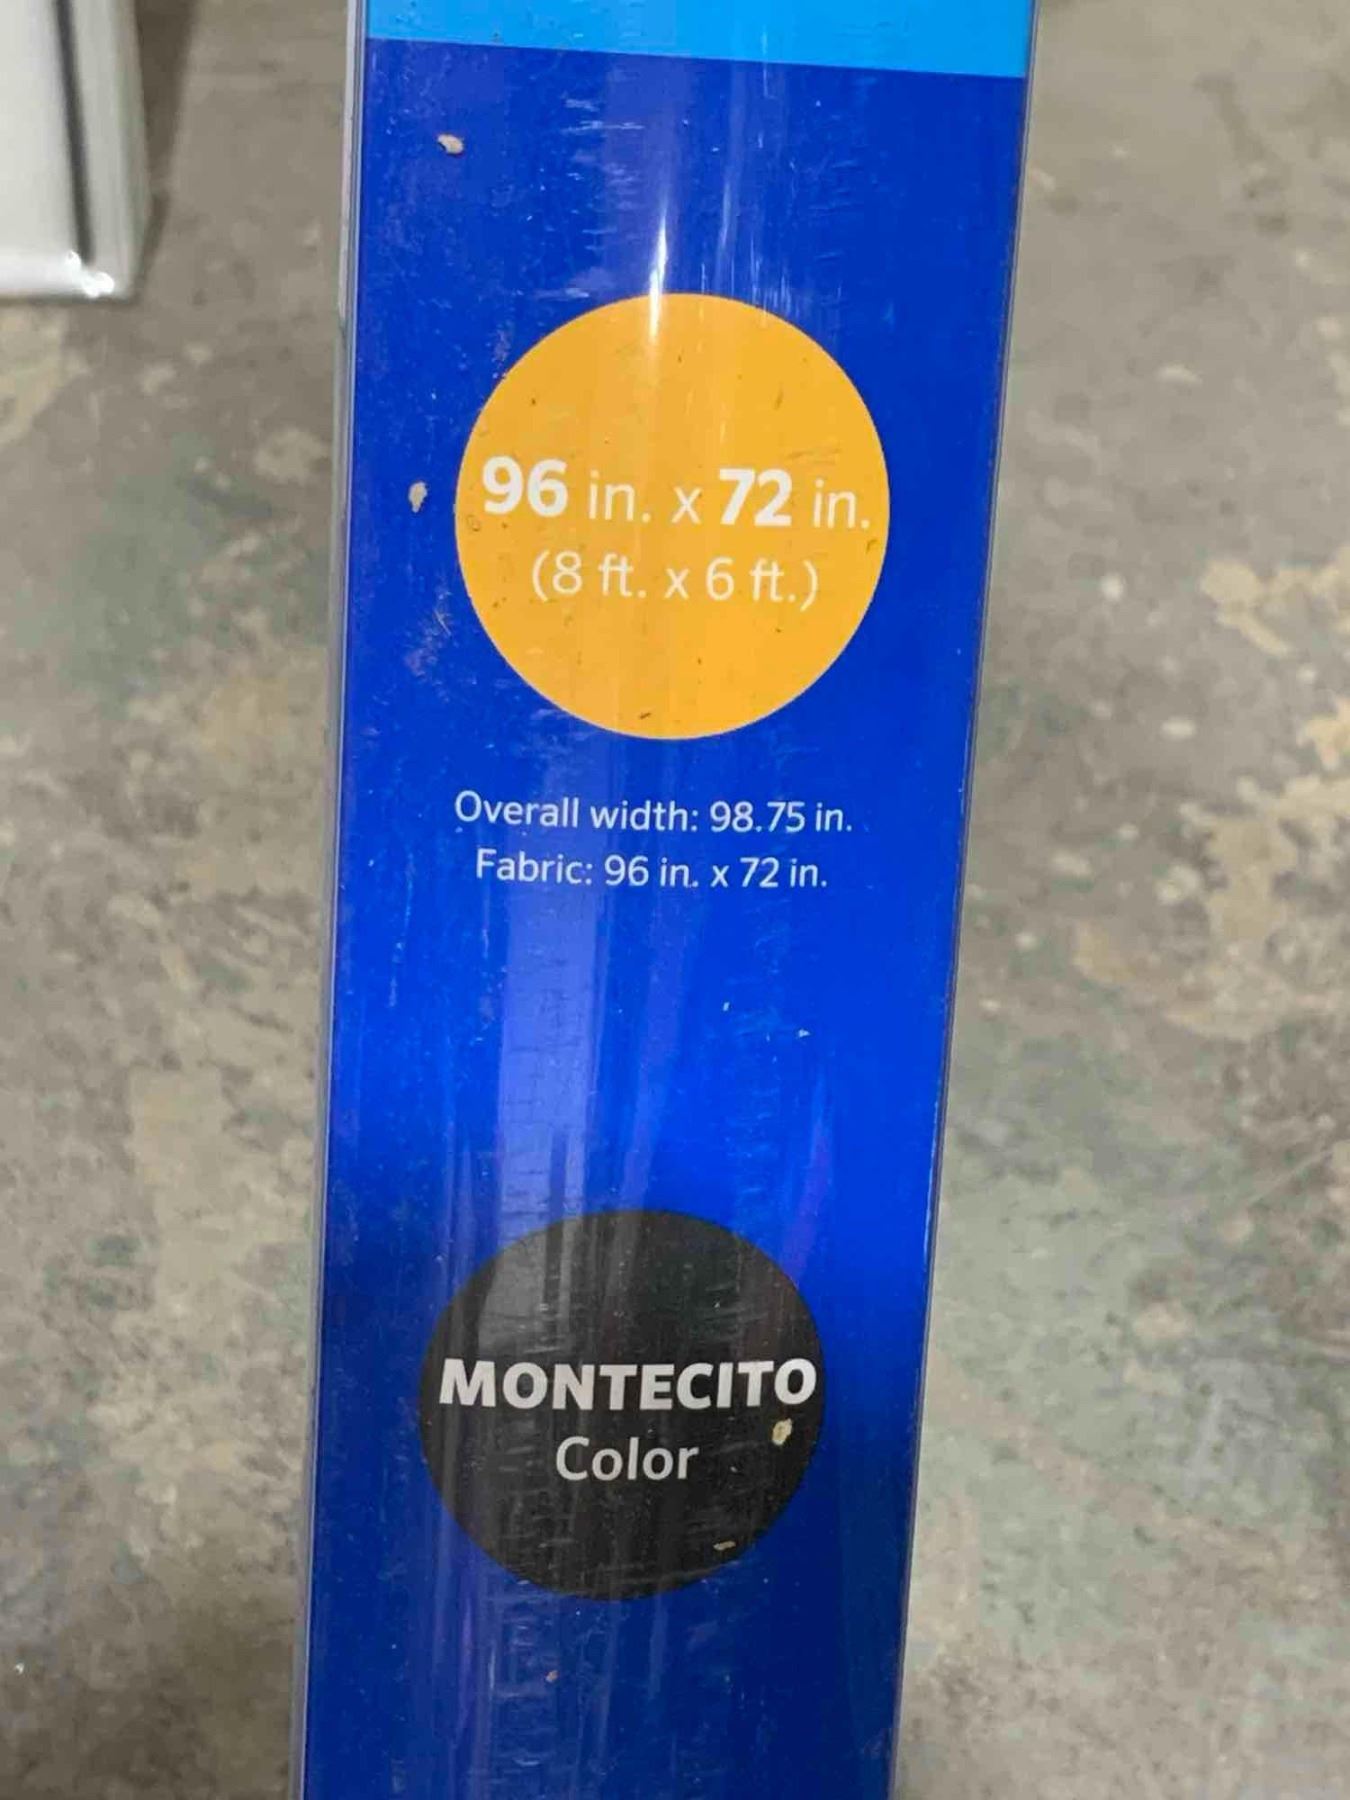 96 in. x 72 in.
(8 ft. x 6 ft.)
Overall width: 98.75 in.
Fabric: 96 in. x 72 in.
MONTECITO
Color